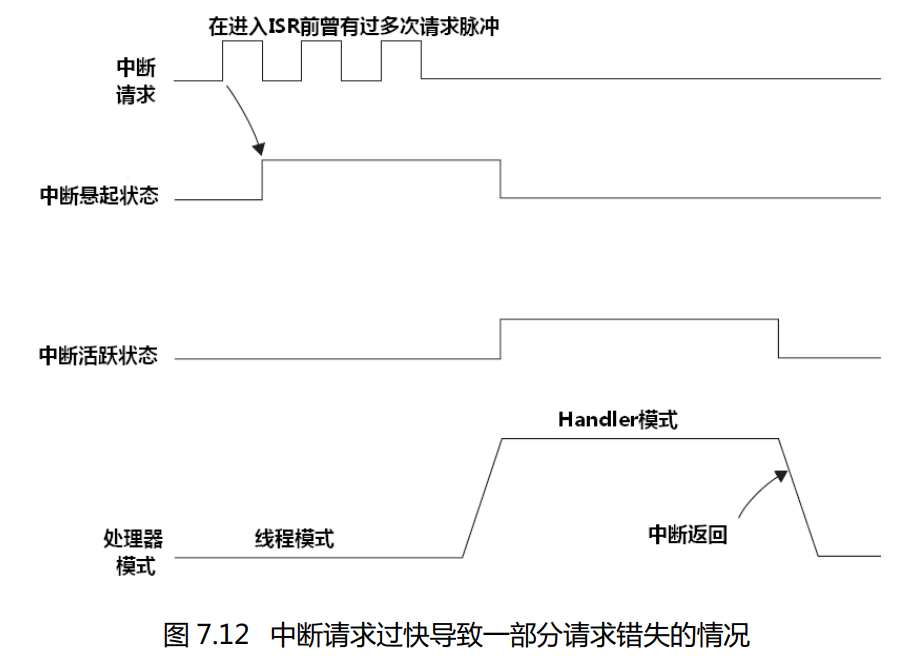 在进入ISR前曾有过多次请求脉冲
中断
请求
中断悬起状态
中断活跃状态
Handler模式
处理器
模式
线程模式
中断返回
图 7.12 中断请求过快导致一部分请求错失的情况